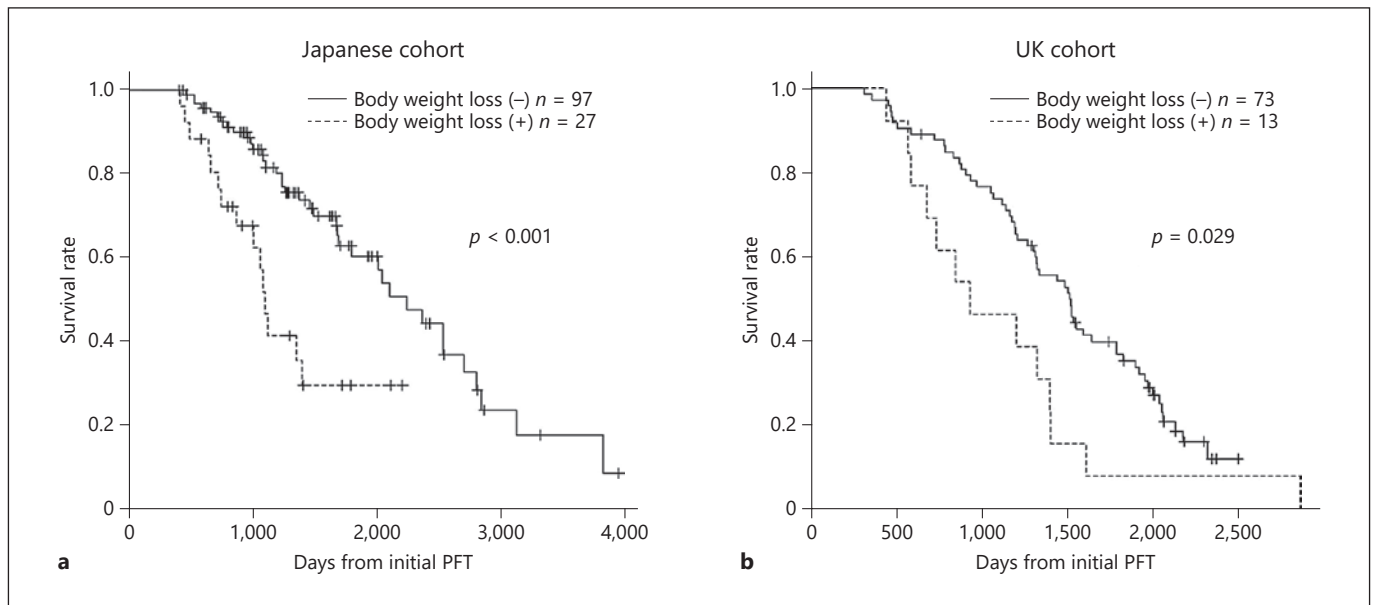 Japanese cohort
Body weight loss (–) n = 97
Body weight loss (+) n = 27
p < 0.001
Survival rate
1.0
0.8
0.6
0.4
0.2
0
0
1,000
2,000
3,000
4,000
Days from initial PFT
a
UK cohort
Body weight loss (–) n = 73
Body weight loss (+) n = 13
p = 0.029
Survival rate
1.0
0.8
0.6
0.4
0.2
0
0
500
1,000
1,500
2,000
2,500
Days from initial PFT
b